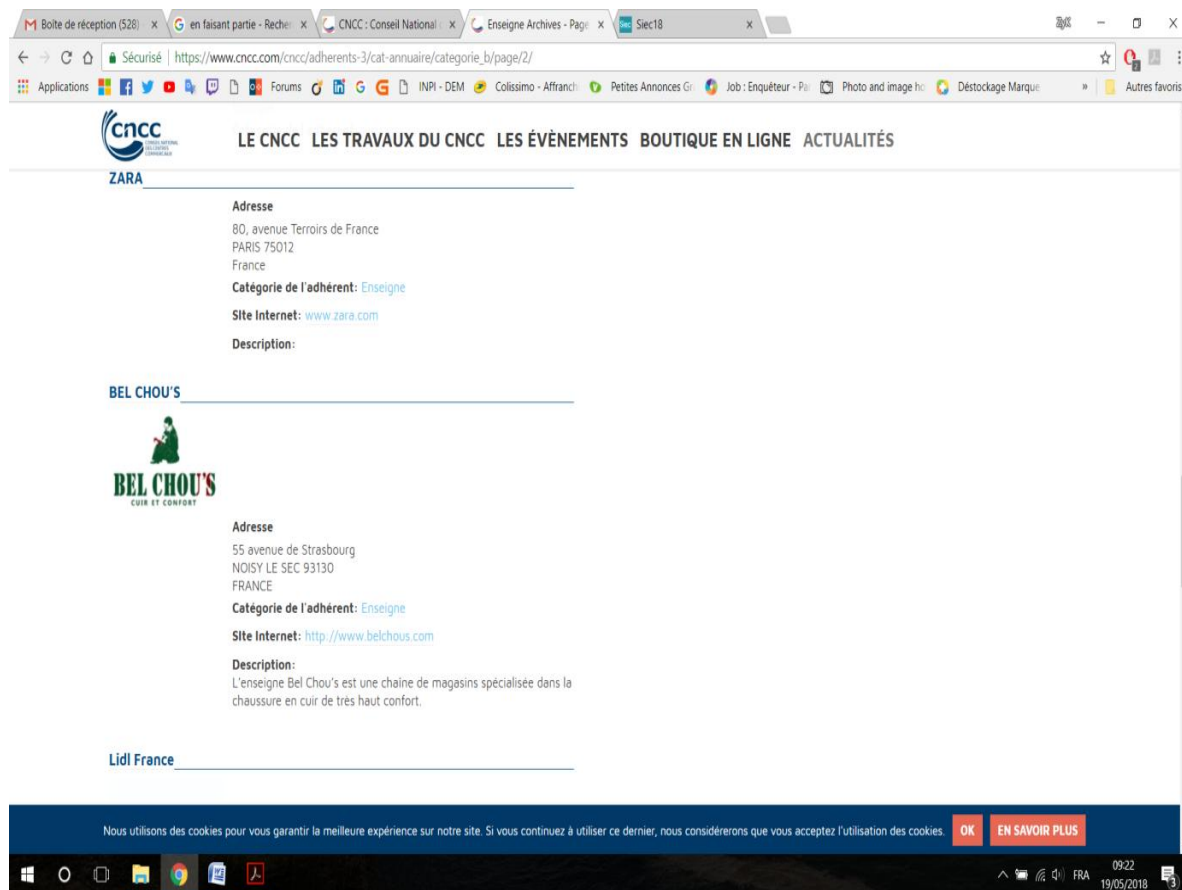 Boîte de réception (528)
en faisant partie - Recher
CNCC : Conseil National
Enseigne Archives - Page
Siec18
Sécurisé
https://www.cncc.com/cncc/adherents-3/cat-annuaire/categorie_b/page/2/
Applications
Forums
G
INPI - DEM
Colissimo - Affranch
Petites Annonces Gr
Job : Enquêteur - Pa
Photo and image ho
Déstockage Marque
»
Autres favoris
cncc
LE CNCC LES TRAVAUX DU CNCC LES ÉVÈNEMENTS BOUTIQUE EN LIGNE ACTUALITÉS
ZARA
Adresse
80, avenue Terroirs de France
PARIS 75012
France
Catégorie de l'adhérent: Enseigne
Site Internet: www.zara.com
Description:
BEL CHOU'S
BEL CHOU'S
CUIR ET CONFORT
Adresse
55 avenue de Strasbourg
NOISY LE SEC 93130
FRANCE
Catégorie de l'adhérent: Enseigne
Site Internet: http://www.belchous.com
Description:
L'enseigne Bel Chou's est une chaîne de magasins spécialisée dans la
chaussure en cuir de très haut confort.
Lidl France
Nous utilisons des cookies pour vous garantir la meilleure expérience sur notre site. Si vous continuez à utiliser ce dernier, nous considérerons que vous acceptez l'utilisation des cookies.
OK
EN SAVOIR PLUS
FRA
09:22
19/05/2018
3